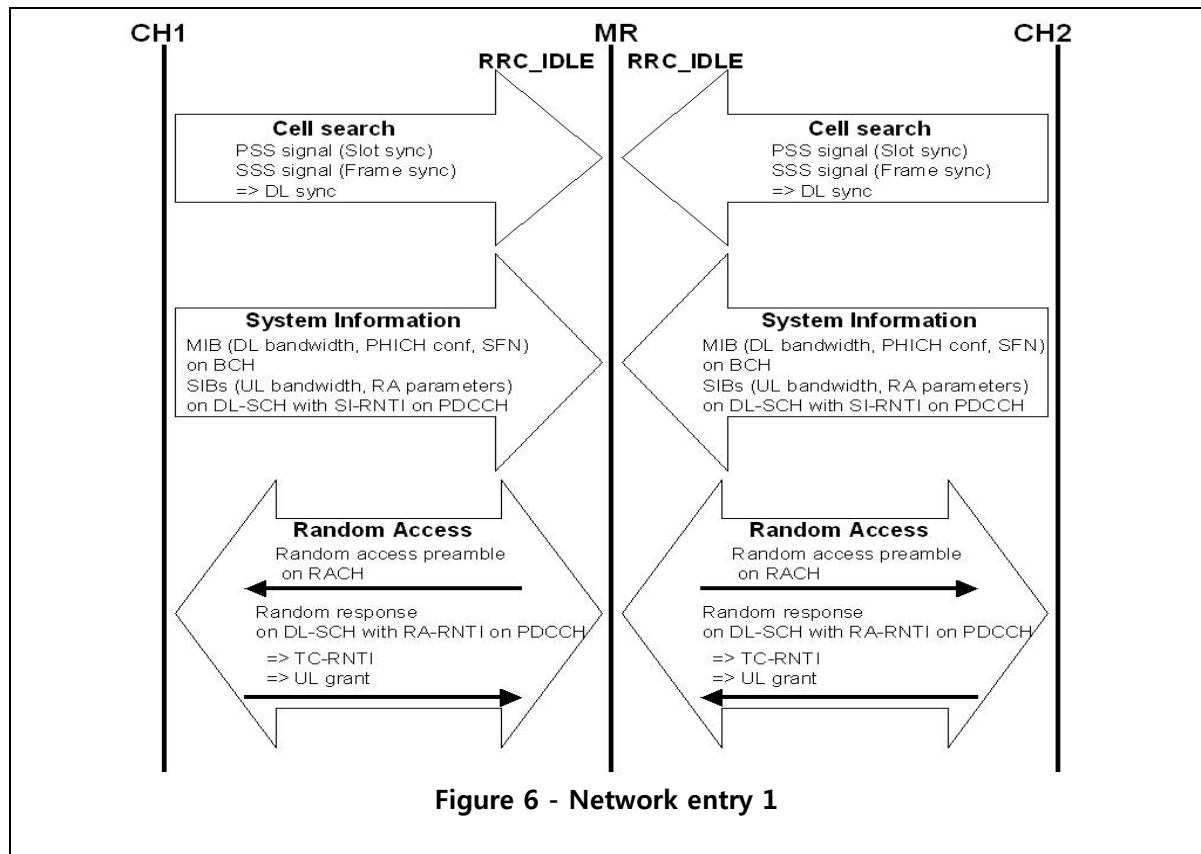 CH1 MR CH2
RRC_IDLE RRC_IDLE
Cell search
PSS signal (Slot sync)
SSS signal (Frame sync)
=> DL sync
Cell search
PSS signal (Slot sync)
SSS signal (Frame sync)
=> DL sync
System Information
MIB (DL bandwidth, PHICH conf, SFN)
on BCH
SIBs (UL bandwidth, RA parameters)
on DL-SCH with SI-RNTI on PDCCH
System Information
MIB (DL bandwidth, PHICH conf, SFN)
on BCH
SIBs (UL bandwidth, RA parameters)
on DL-SCH with SI-RNTI on PDCCH
Random Access
Random access preamble
on RACH
Random response
on DL-SCH with RA-RNTI on PDCCH
=> TC-RNTI
=> UL grant
Random Access
Random access preamble
on RACH
Random response
on DL-SCH with RA-RNTI on PDCCH
=> TC-RNTI
=> UL grant
Figure 6 - Network entry 1